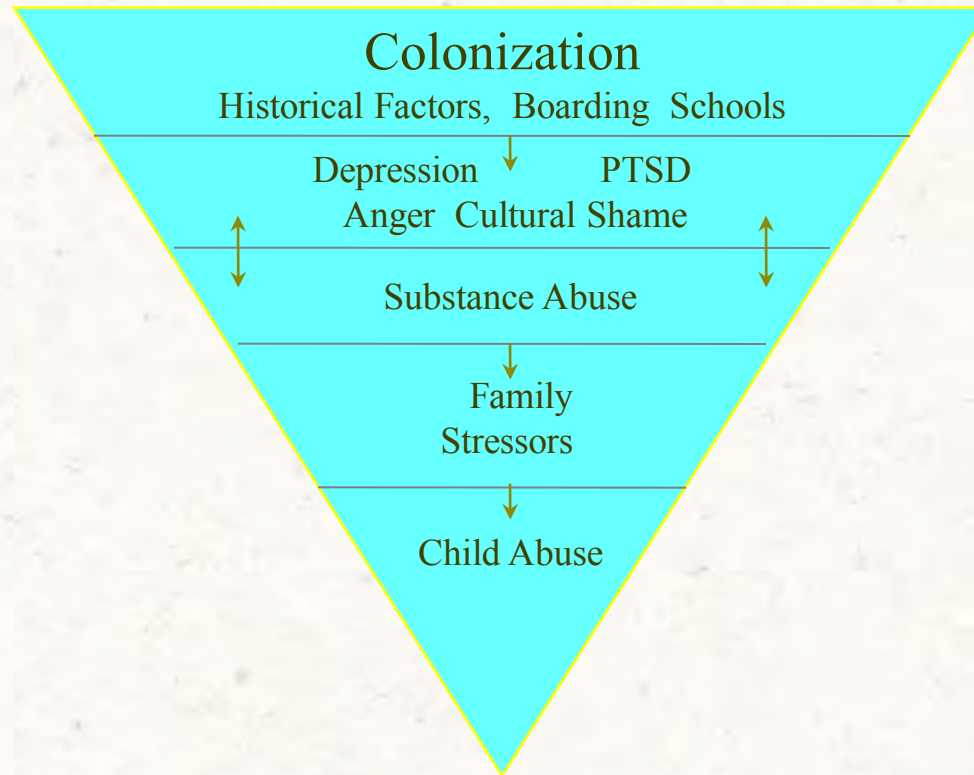 Colonization
Historical Factors, Boarding Schools
Depression PTSD
Anger Cultural Shame
Substance Abuse
Family
Stressors
Child Abuse